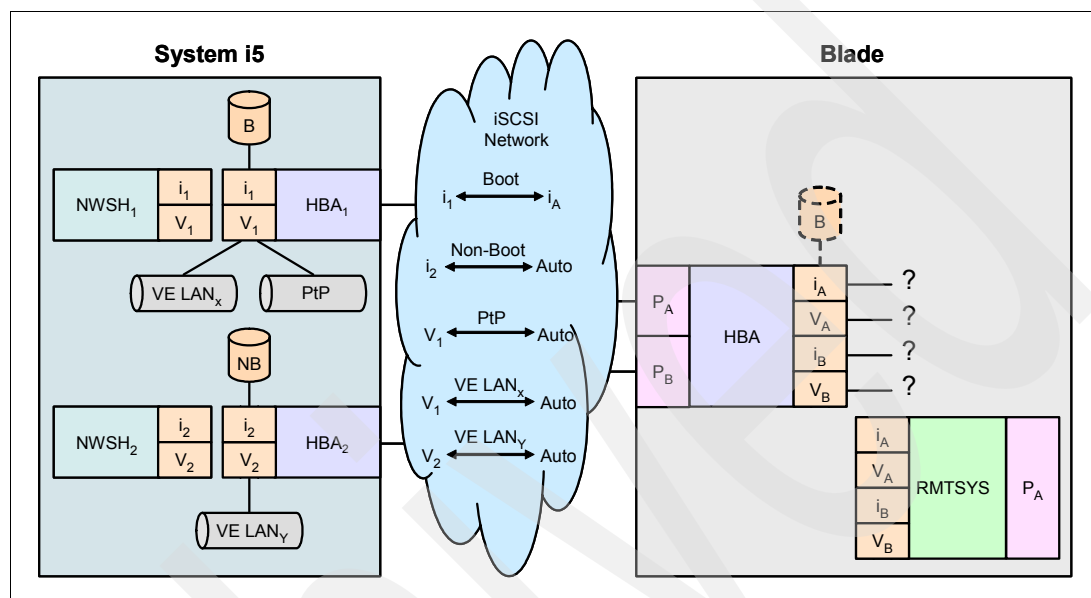 System i5
Blade
B
NWSH1
i1
V1
i1
V1
HBA1
VE LANx
PtP
NB
NWSH2
i2
V2
i2
V2
HBA2
VE LANY
iSCSI
Network
Boot
i1 iA
Non-Boot
i2 Auto
PtP
V1 Auto
VE LANx
V1 Auto
VE LANY
V2 Auto
B
PA
PB
HBA
iA ?
VA ?
iB ?
VB ?
iA
VA
iB
VB
RMTSYS
PA